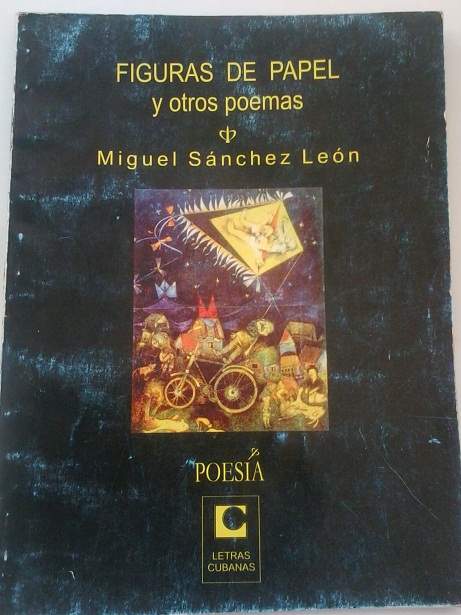 FIGURAS DE PAPEL
y otros poemas
Miguel Sánchez León
POESÍA
C
LETRAS
CUBANAS